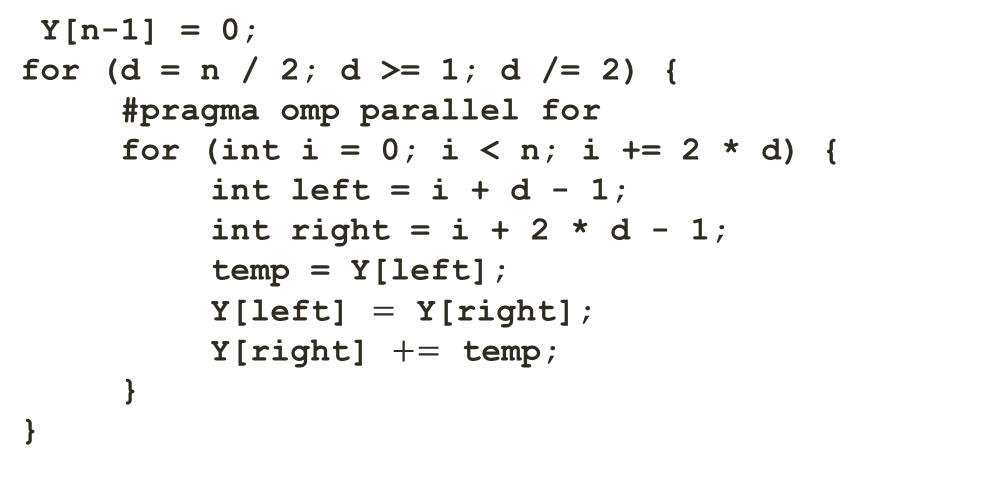 Y[n-1] = 0;
for (d = n / 2; d >= 1; d /= 2) {
#pragma omp parallel for
for (int i = 0; i < n; i += 2 * d) {
int left = i + d - 1;
int right = i + 2 * d - 1;
temp = Y[left];
Y[left] = Y[right];
Y[right] += temp;
}
}